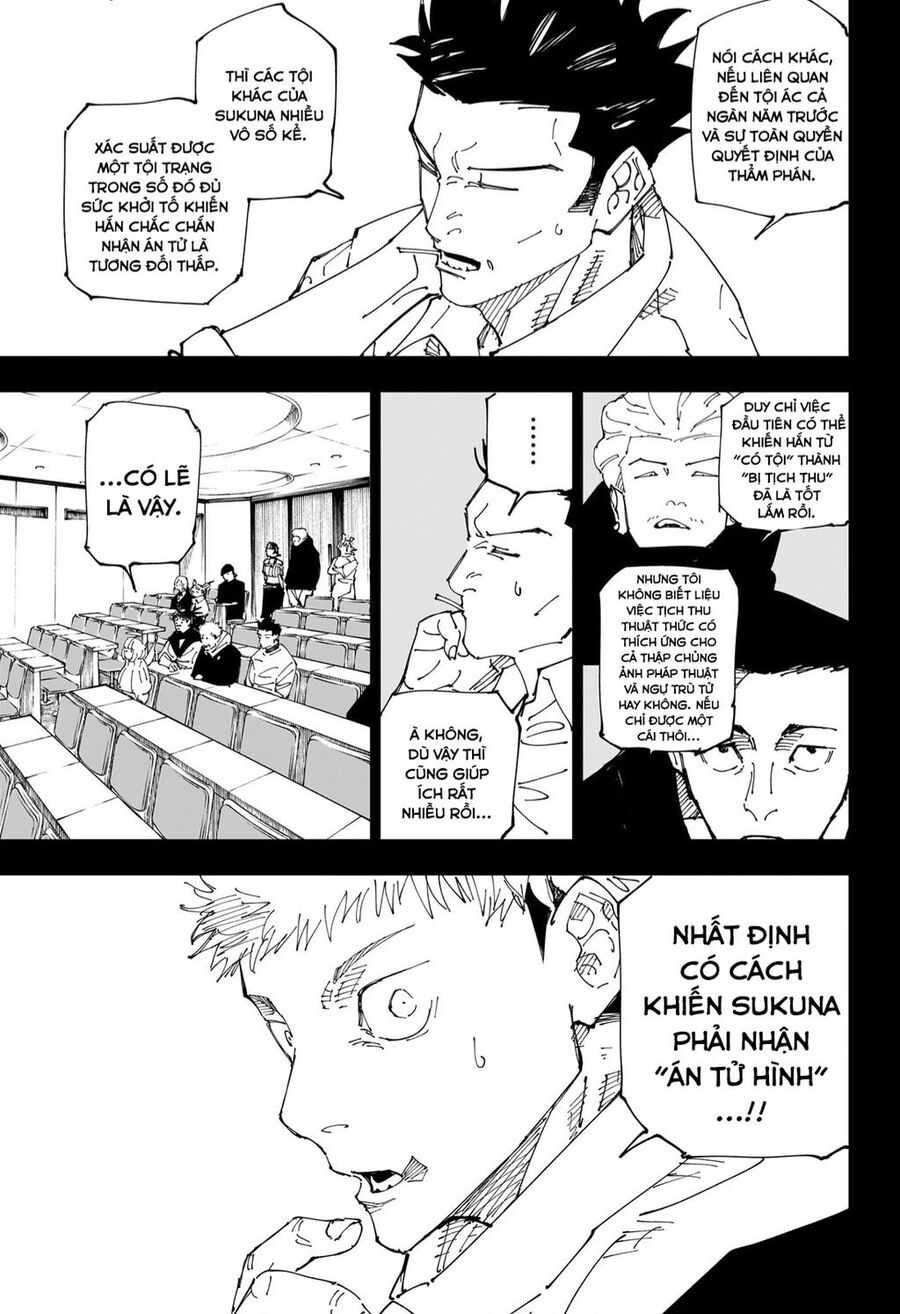 NÓI CÁCH KHÁC,
NẾU LIÊN QUAN
ĐẾN TỘI ÁC CẢ
NGÀN NĂM TRƯỚC
VÀ SỰ TOÀN QUYỀN
QUYẾT ĐỊNH CỦA
THẨM PHÁN.
THÌ CÁC TỘI
KHÁC CỦA
SUKUNA NHIỀU
VÔ SỐ KỂ.
XÁC SUẤT ĐƯỢC
MỘT TỘI TRẠNG
TRONG SỐ ĐÓ ĐỦ
SỨC KHỞI TỐ KHIẾN
HẮN CHẮC CHẮN
NHẬN ÁN TỬ LÀ
TƯƠNG ĐỐI THẤP.
DUY CHỈ VIỆC
ĐẦU TIÊN CÓ THỂ
KHIẾN HẮN TỪ
"CÓ TỘI" THÀNH
"BỊ TỊCH THU"
ĐÃ LÀ TỐT
LẮM RỒI.
NHƯNG TÔI
KHÔNG BIẾT LIỆU
VIỆC TỊCH THU
THUẬT THỨC CÓ
THÍCH ỨNG CHO
CẢ THẬP CHỦNG
ẢNH PHÁP THUẬT
VÀ NGỰ TRÙ TỬ
HAY KHÔNG. NẾU
CHỈ ĐƯỢC MỘT
CÁI THÔI...
......
À KHÔNG,
DÙ VẬY THÌ
CŨNG GIÚP
ÍCH RẤT
NHIỀU RỒI...
...CÓ LẼ
LÀ VẬY.
NHẤT ĐỊNH
CÓ CÁCH
KHIẾN SUKUNA
PHẢI NHẬN
"ÁN TỬ HÌNH"
...!!